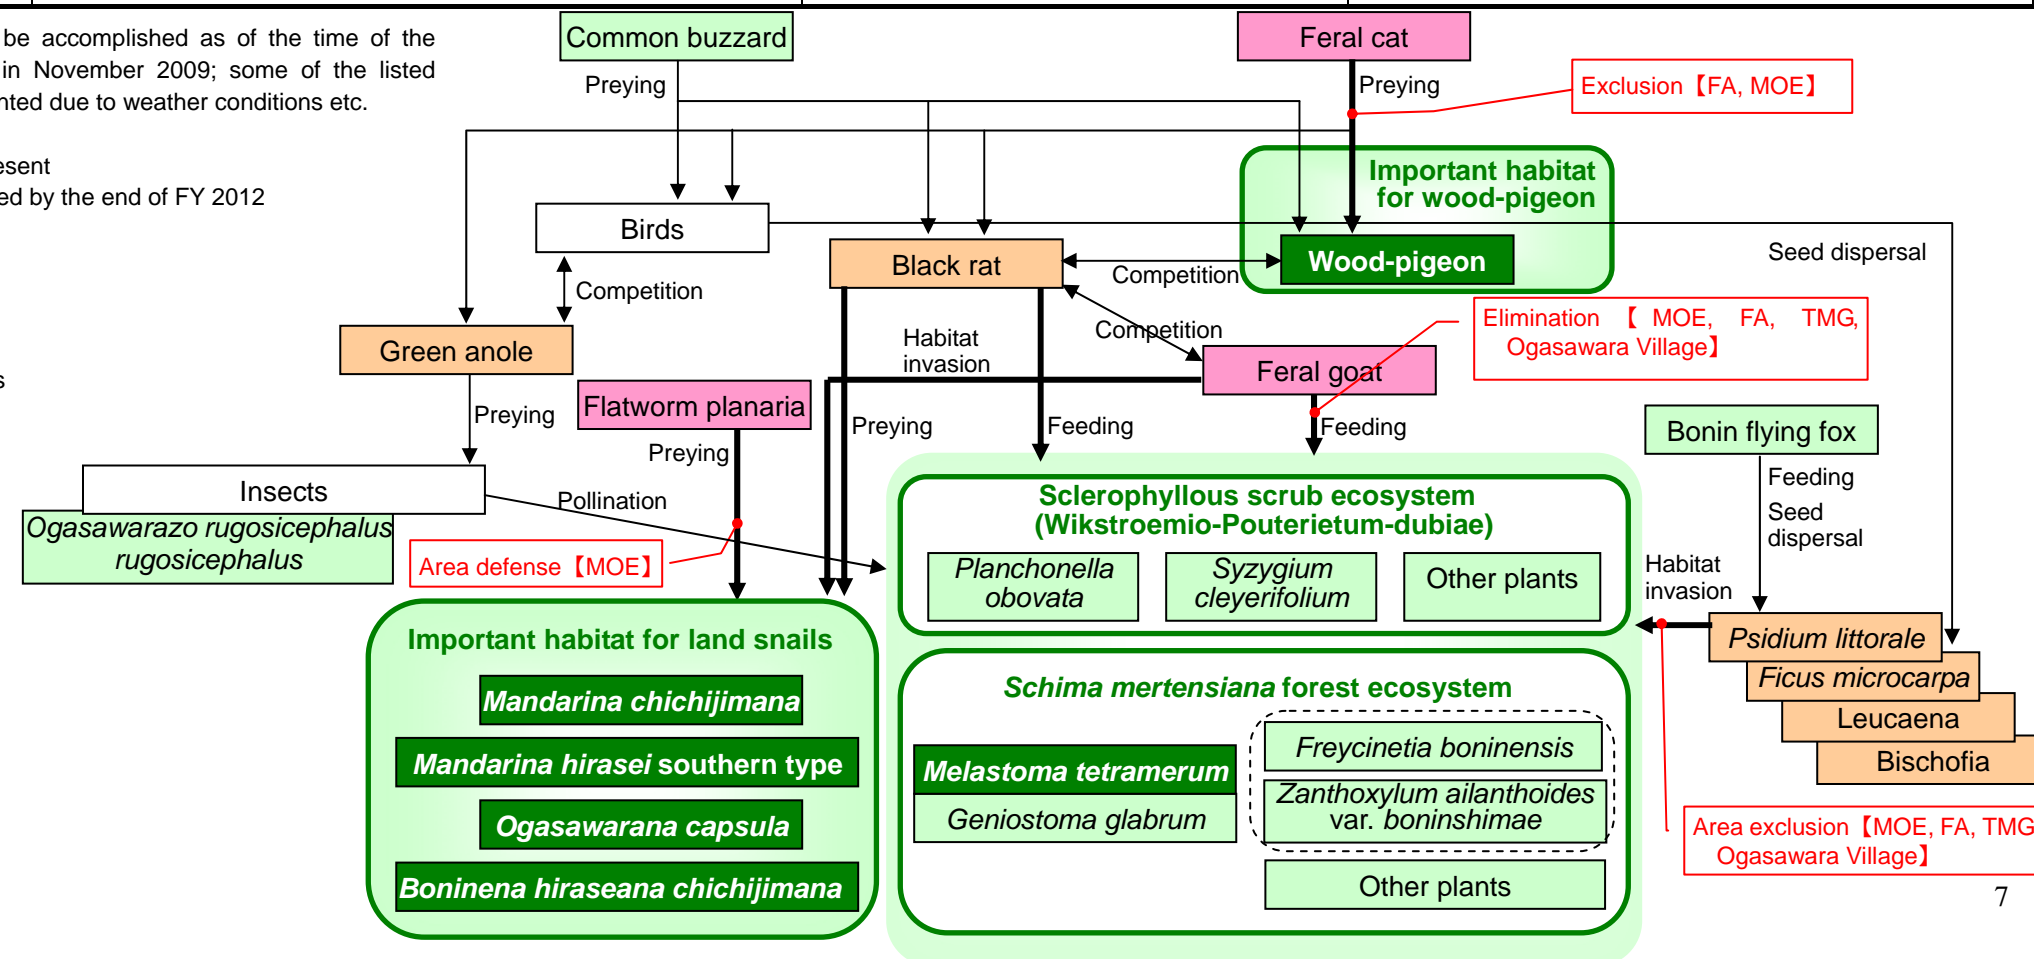 be accomplished as of the time of the
in November 2009; some of the listed
due to weather conditions etc.
by the end of FY 2012
Common buzzard
Feral cat
Preying
Preying
Exclusion【FA, MOE】
Important habitat
for wood-pigeon
Birds
Black rat
Wood-pigeon
Seed dispersal
Competition
Competition
Elimination 【 MOE, FA, TMG,
Ogasawara Village】
Competition
Habitat
invasion
Green anole
Feral goat
Flatworm planaria
Preying
Preying
Feeding
Feeding
Bonin flying fox
Preying
Insects
Ogasawarazo rugosicephalus
rugosicephalus
Pollination
Feeding
Seed
dispersal
Area defense【MOE】
Sclerophyllous scrub ecosystem
(Wikstroemio-Pouterietum-dubiae)
Planchonella
obovata
Syzygium
cleyerifolium
Other plants
Habitat
invasion
Important habitat for land snails
Mandarina chichijimana
Mandarina hirasei southern type
Ogasawarana capsula
Boninena hiraseana chichijimana
Schima mertensiana forest ecosystem
Melastoma tetramerum
Geniostoma glabrum
Freycinetia boninensis
Zanthoxylum ailanthoides
var. boninshimae
Other plants
Psidium littorale
Ficus microcarpa
Leucaena
Bischofia
Area exclusion【MOE, FA, TMG
Ogasawara Village】
7